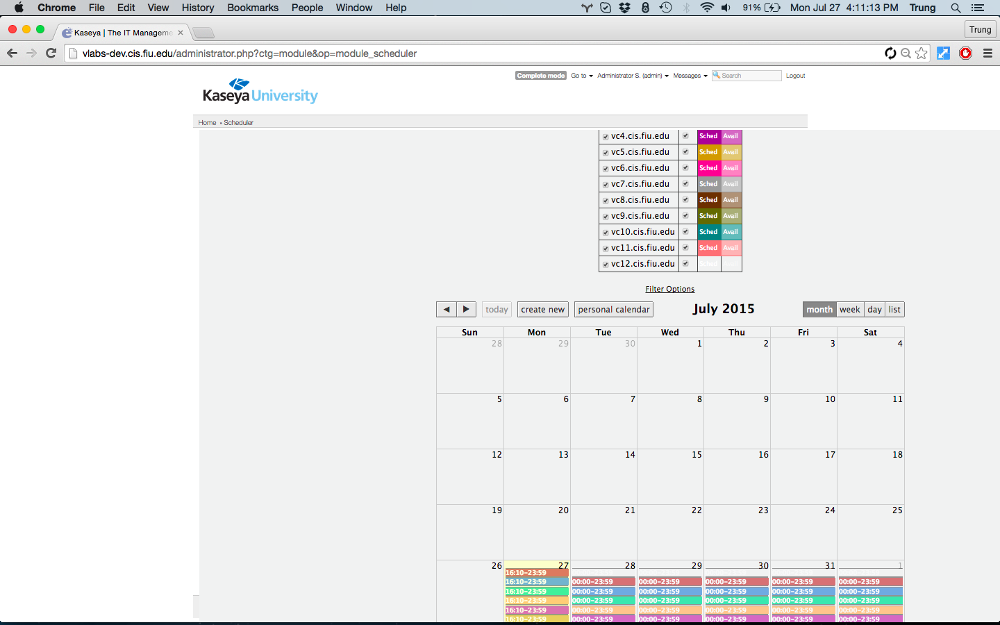 Chrome File Edit View History Bookmarks People Window Help 91% Mon Jul 27 4:11:13 PM Trung
Kaseya | The IT Manageme × Trung
vlabs-dev.cis.fiu.edu/administrator.php?ctg=module&op=module_scheduler
Complete mode Go to Administrator S. (admin) Messages Search Logout
Kaseya University
Home » Scheduler
vc4.cis.fiu.edu Sched Avail
vc5.cis.fiu.edu Sched Avail
vc6.cis.fiu.edu Sched Avail
vc7.cis.fiu.edu Sched Avail
vc8.cis.fiu.edu Sched Avail
vc9.cis.fiu.edu Sched Avail
vc10.cis.fiu.edu Sched Avail
vc11.cis.fiu.edu Sched Avail
vc12.cis.fiu.edu Sched
Filter Options
today create new personal calendar July 2015 month week day list
Sun Mon Tue Wed Thu Fri Sat
28 29 30 1 2 3 4
5 6 7 8 9 10 11
12 13 14 15 16 17 18
19 20 21 22 23 24 25
26 27 28 29 30 31 1
16:10-23:59
16:10-23:59 00:00-23:59 00:00-23:59 00:00-23:59 00:00-23:59 00:00-23:59
16:10-23:59 00:00-23:59 00:00-23:59 00:00-23:59 00:00-23:59 00:00-23:59
16:10-23:59 00:00-23:59 00:00-23:59 00:00-23:59 00:00-23:59 00:00-23:59
16:10-23:59 00:00-23:59 00:00-23:59 00:00-23:59 00:00-23:59 00:00-23:59
16:10-23:59 00:00-23:59 00:00-23:59 00:00-23:59 00:00-23:59 00:00-23:59